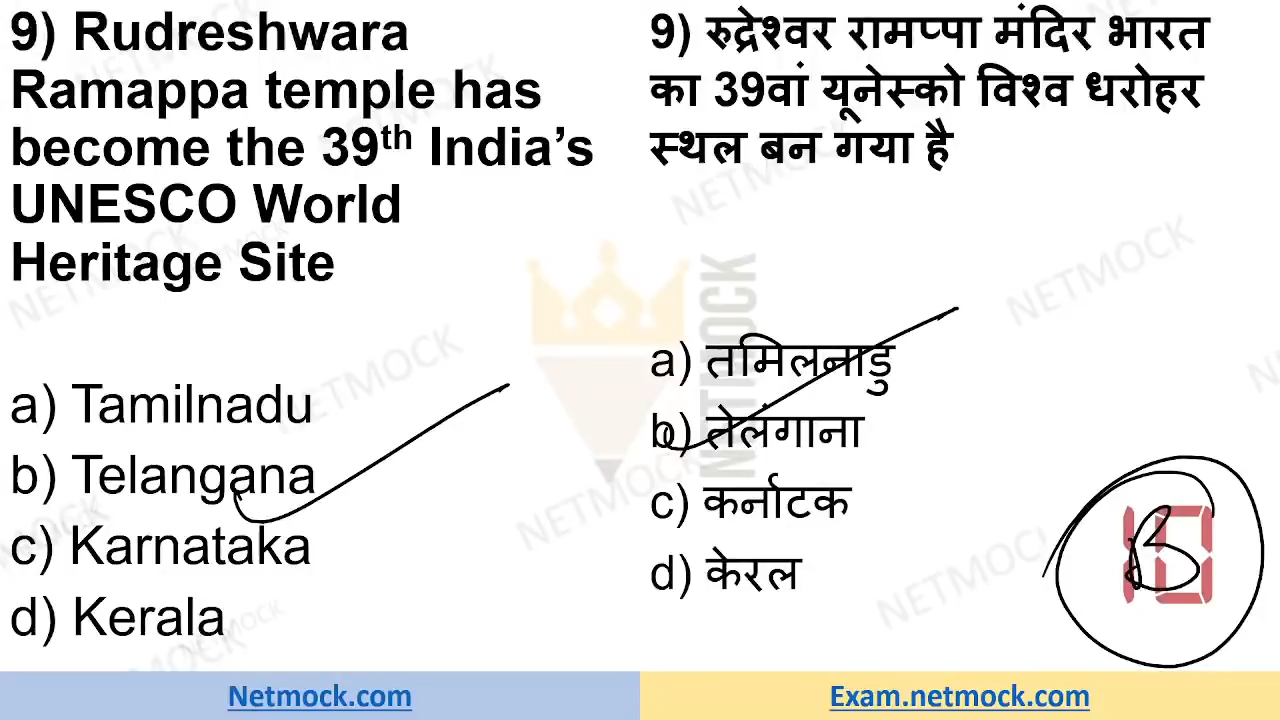 9) Rudreshwara
Ramappa temple has
become the 39th India’s
UNESCO World
Heritage Site
a) Tamilnadu
b) Telangana
c) Karnataka
d) Kerala
9) रुद्रेश्वर रामप्पा मंदिर भारत
का 39वां यूनेस्को विश्व धरोहर
स्थल बन गया है
a) तमिलनाडु
b) तेलंगाना
c) कर्नाटक
d) केरल
NETMOCK
10
B
Netmock.com
Exam.netmock.com